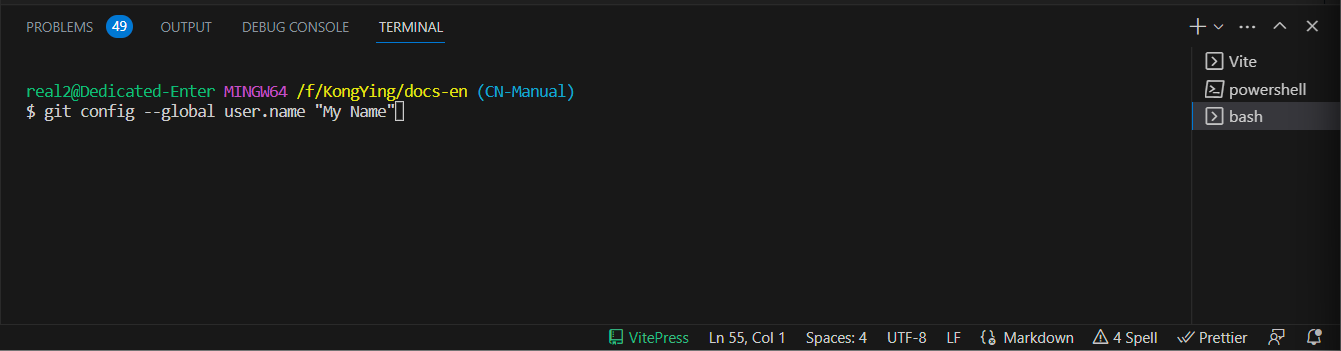 PROBLEMS 49 OUTPUT DEBUG CONSOLE TERMINAL
Vite
powershell
bash
real2@Dedicated-Enter MINGW64 /f/KongYing/docs-en (CN-Manual)
$ git config --global user.name "My Name"
VitePress Ln 55, Col 1 Spaces: 4 UTF-8 LF Markdown 4 Spell Prettier